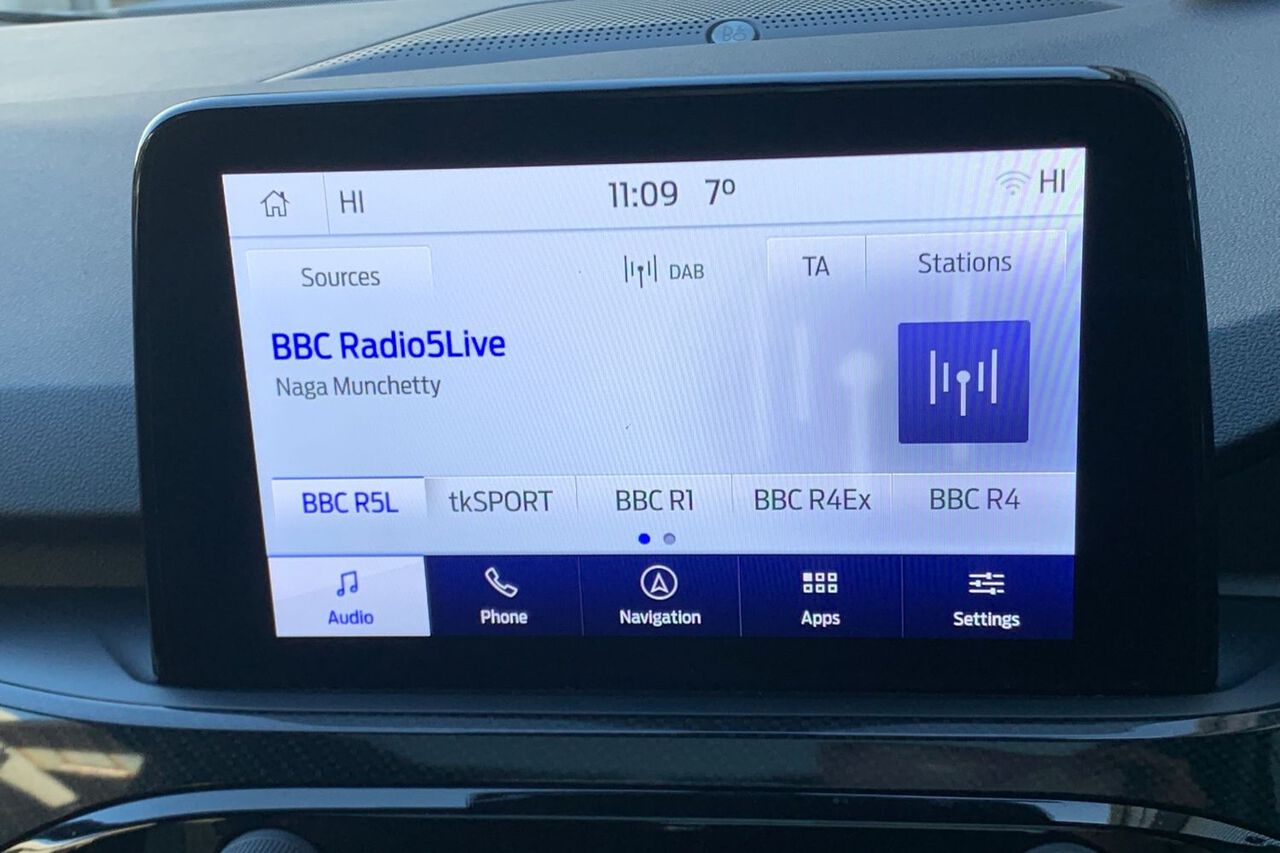 B&O
HI 11:09 7º HI
Sources DAB TA Stations
BBC Radio5Live
Naga Munchetty
BBC R5L tkSPORT BBC R1 BBC R4Ex BBC R4
Audio Phone Navigation Apps Settings